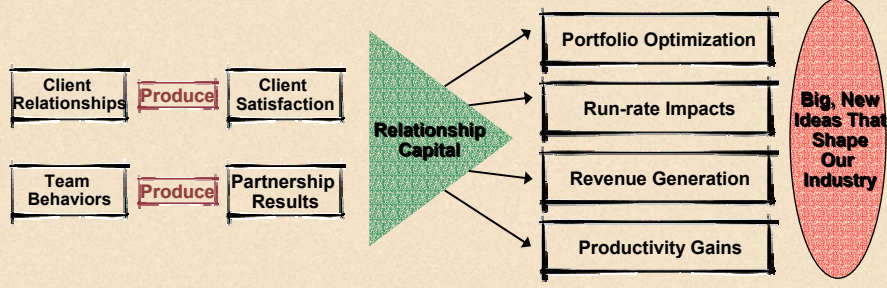 Client
Relationships
Produce
Client
Satisfaction
Team
Behaviors
Produce
Partnership
Results
Relationship
Capital
Portfolio Optimization
Run-rate Impacts
Revenue Generation
Productivity Gains
Big, New
Ideas That
Shape
Our
Industry